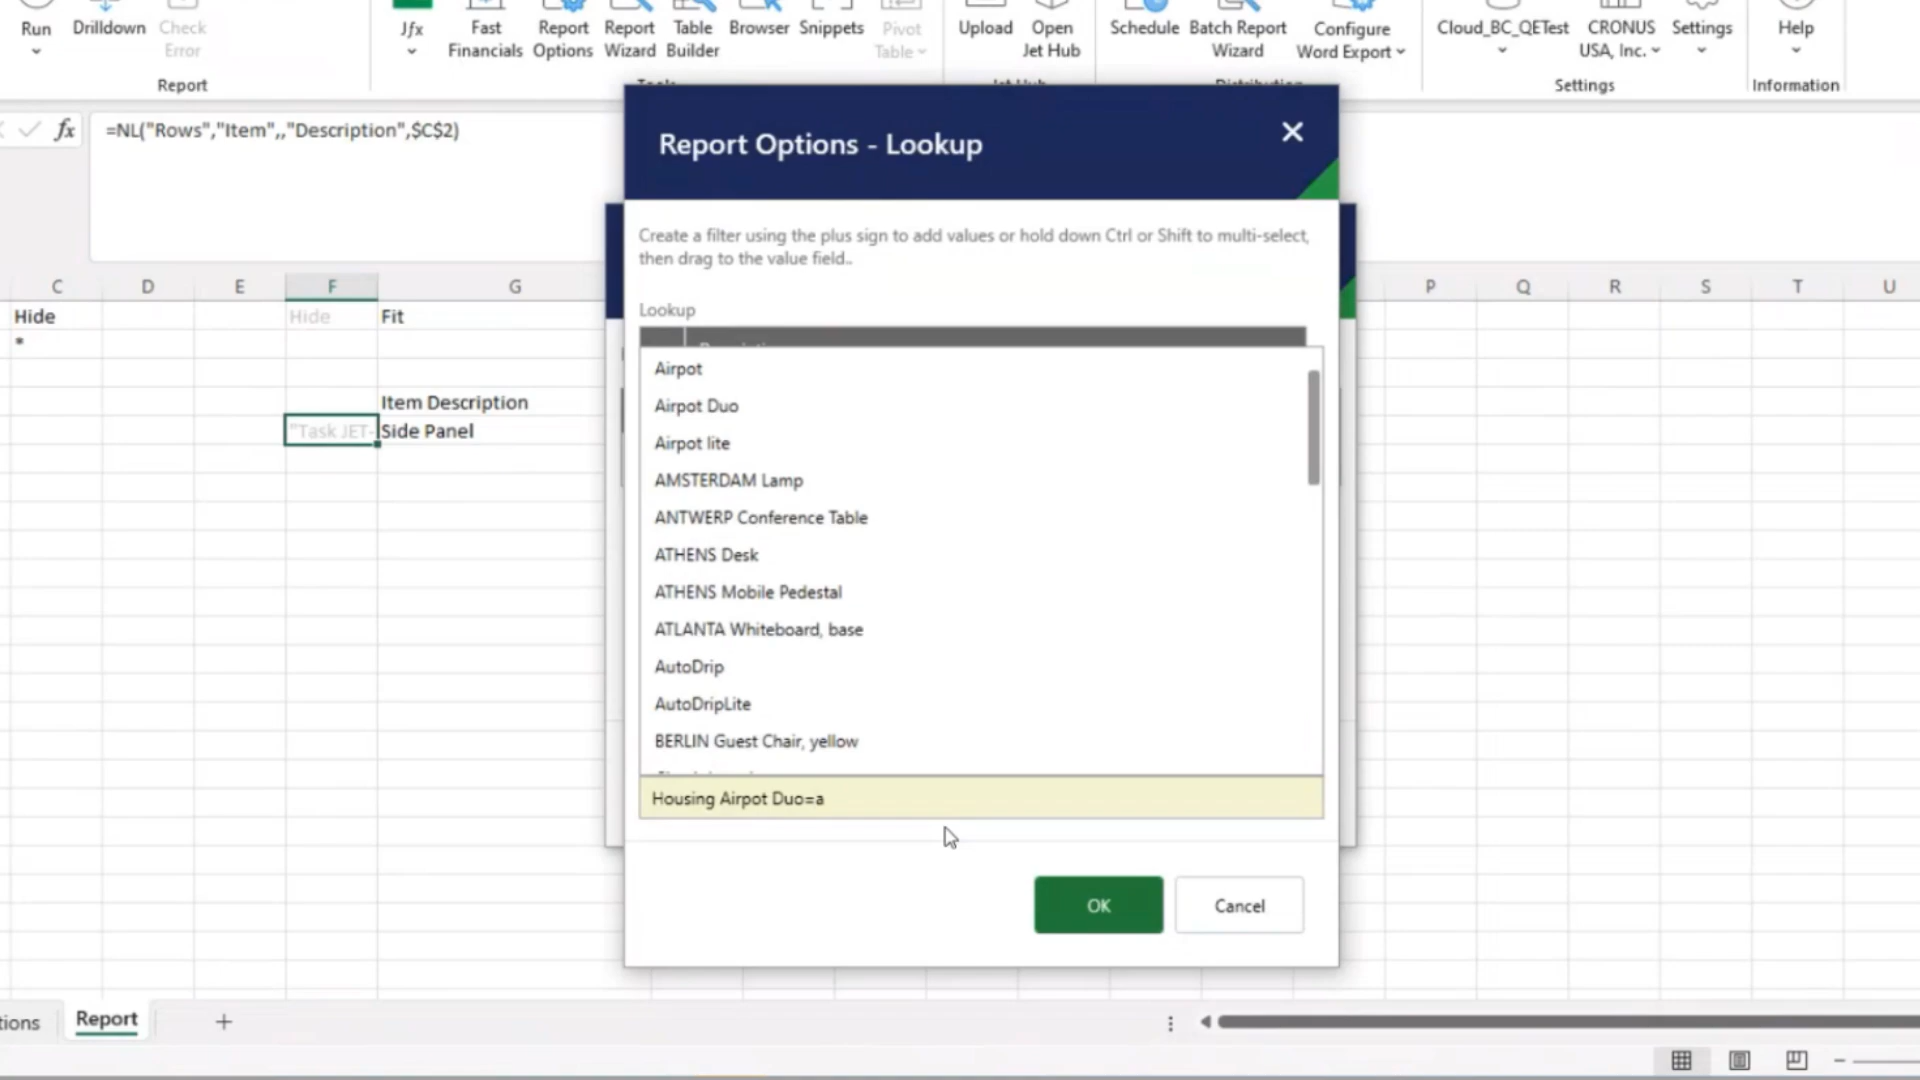 Run
Drilldown
Check
Error
Report
Jfx
Fast
Financials
Report
Options
Report
Wizard
Table
Builder
Browser
Snippets
Pivot
Table
Upload
Open
Jet Hub
Schedule
Batch Report
Wizard
Configure
Word Export
Cloud_BC_QETest
CRONUS
USA, Inc.
Settings
Settings
Help
Information
fx
=NL("Rows","Item",,"Description",$C$2)
C D E F G P Q R S T U
Hide Hide Fit
*
Item Description
"Task JET- Side Panel
Report Options - Lookup
Create a filter using the plus sign to add values or hold down Ctrl or Shift to multi-select,
then drag to the value field..
Lookup
Airpot
Airpot Duo
Airpot lite
AMSTERDAM Lamp
ANTWERP Conference Table
ATHENS Desk
ATHENS Mobile Pedestal
ATLANTA Whiteboard, base
AutoDrip
AutoDripLite
BERLIN Guest Chair, yellow
Housing Airpot Duo=a
OK
Cancel
tions
Report